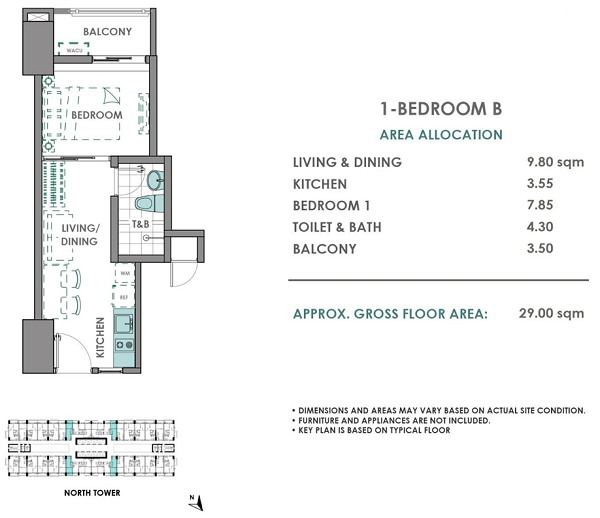 BALCONY
WACU
BEDROOM
T&B
LIVING/
DINING
WM
REF
KITCHEN
1-BEDROOM B
AREA ALLOCATION
LIVING & DINING 9.80 sqm
KITCHEN 3.55
BEDROOM 1 7.85
TOILET & BATH 4.30
BALCONY 3.50
APPROX. GROSS FLOOR AREA: 29.00 sqm
• DIMENSIONS AND AREAS MAY VARY BASED ON ACTUAL SITE CONDITION.
• FURNITURE AND APPLIANCES ARE NOT INCLUDED.
• KEY PLAN IS BASED ON TYPICAL FLOOR
NORTH TOWER
N